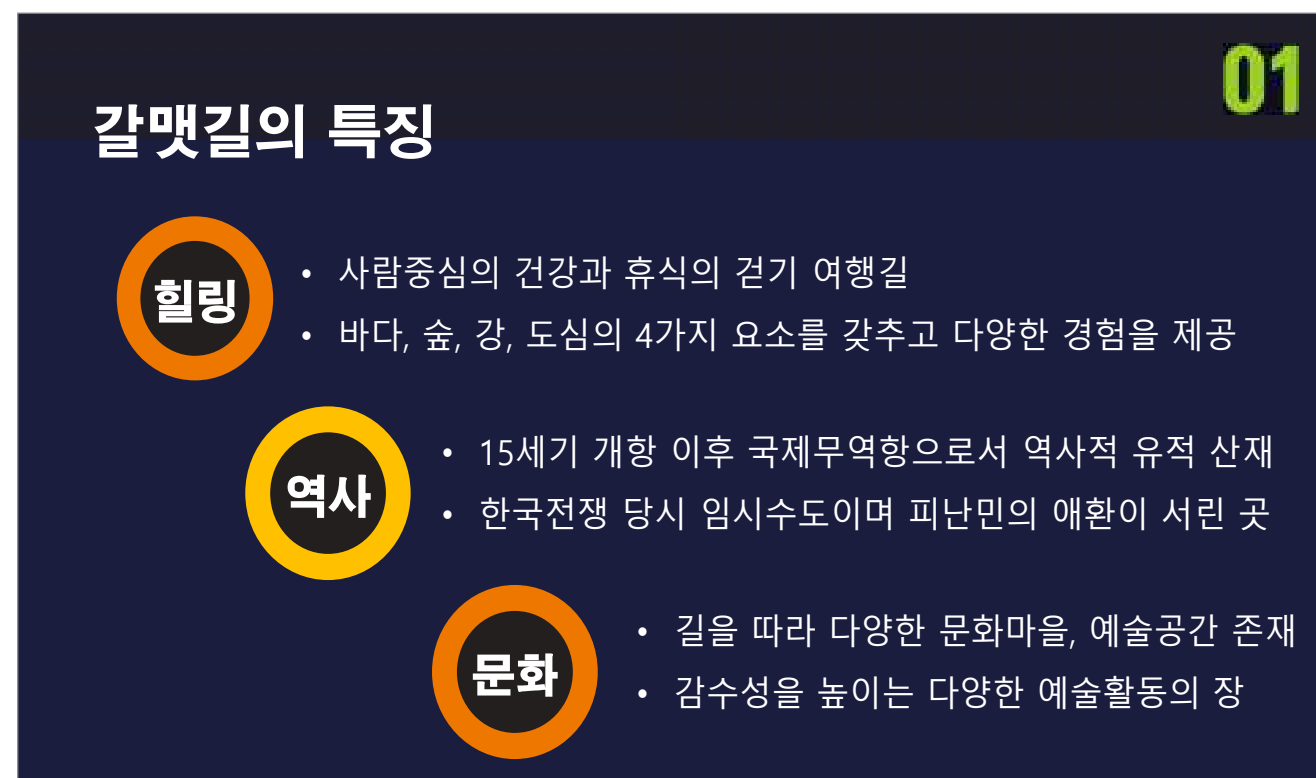 01
갈맷길의 특징
힐링
• 사람중심의 건강과 휴식의 걷기 여행길
• 바다, 숲, 강, 도심의 4가지 요소를 갖추고 다양한 경험을 제공
역사
• 15세기 개항 이후 국제무역항으로서 역사적 유적 산재
• 한국전쟁 당시 임시수도이며 피난민의 애환이 서린 곳
문화
• 길을 따라 다양한 문화마을, 예술공간 존재
• 감수성을 높이는 다양한 예술활동의 장